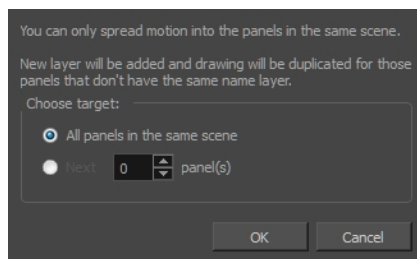 You can only spread motion into the panels in the same scene.
New layer will be added and drawing will be duplicated for those
panels that don't have the same name layer.
Choose target:
All panels in the same scene
Next 0 panel(s)
OK Cancel